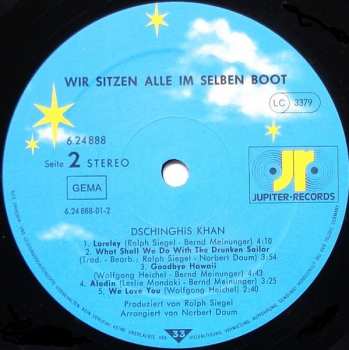 WIR SITZEN ALLE IM SELBEN BOOT
LC 3379
6.24 888
Seite 2 STEREO
GEMA
6.24 888-01-2
jr
JUPITER-RECORDS
DSCHINGHIS KHAN
1. Loreley (Ralph Siegel - Bernd Meinunger) 4:10
2. What Shall We Do With The Drunken Sailor
(Trad. - Bearb.: Ralph Siegel - Norbert Daum) 3:54
3. Goodbye Hawaii
(Wolfgang Heichel - Bernd Meinunger) 4:43
4. Aladin (Leslie Mandoki - Bernd Meinunger) 4:25
5. We Love You (Wolfgang Heichel) 2:40
Produziert von Ralph Siegel
Arrangiert von Norbert Daum
33